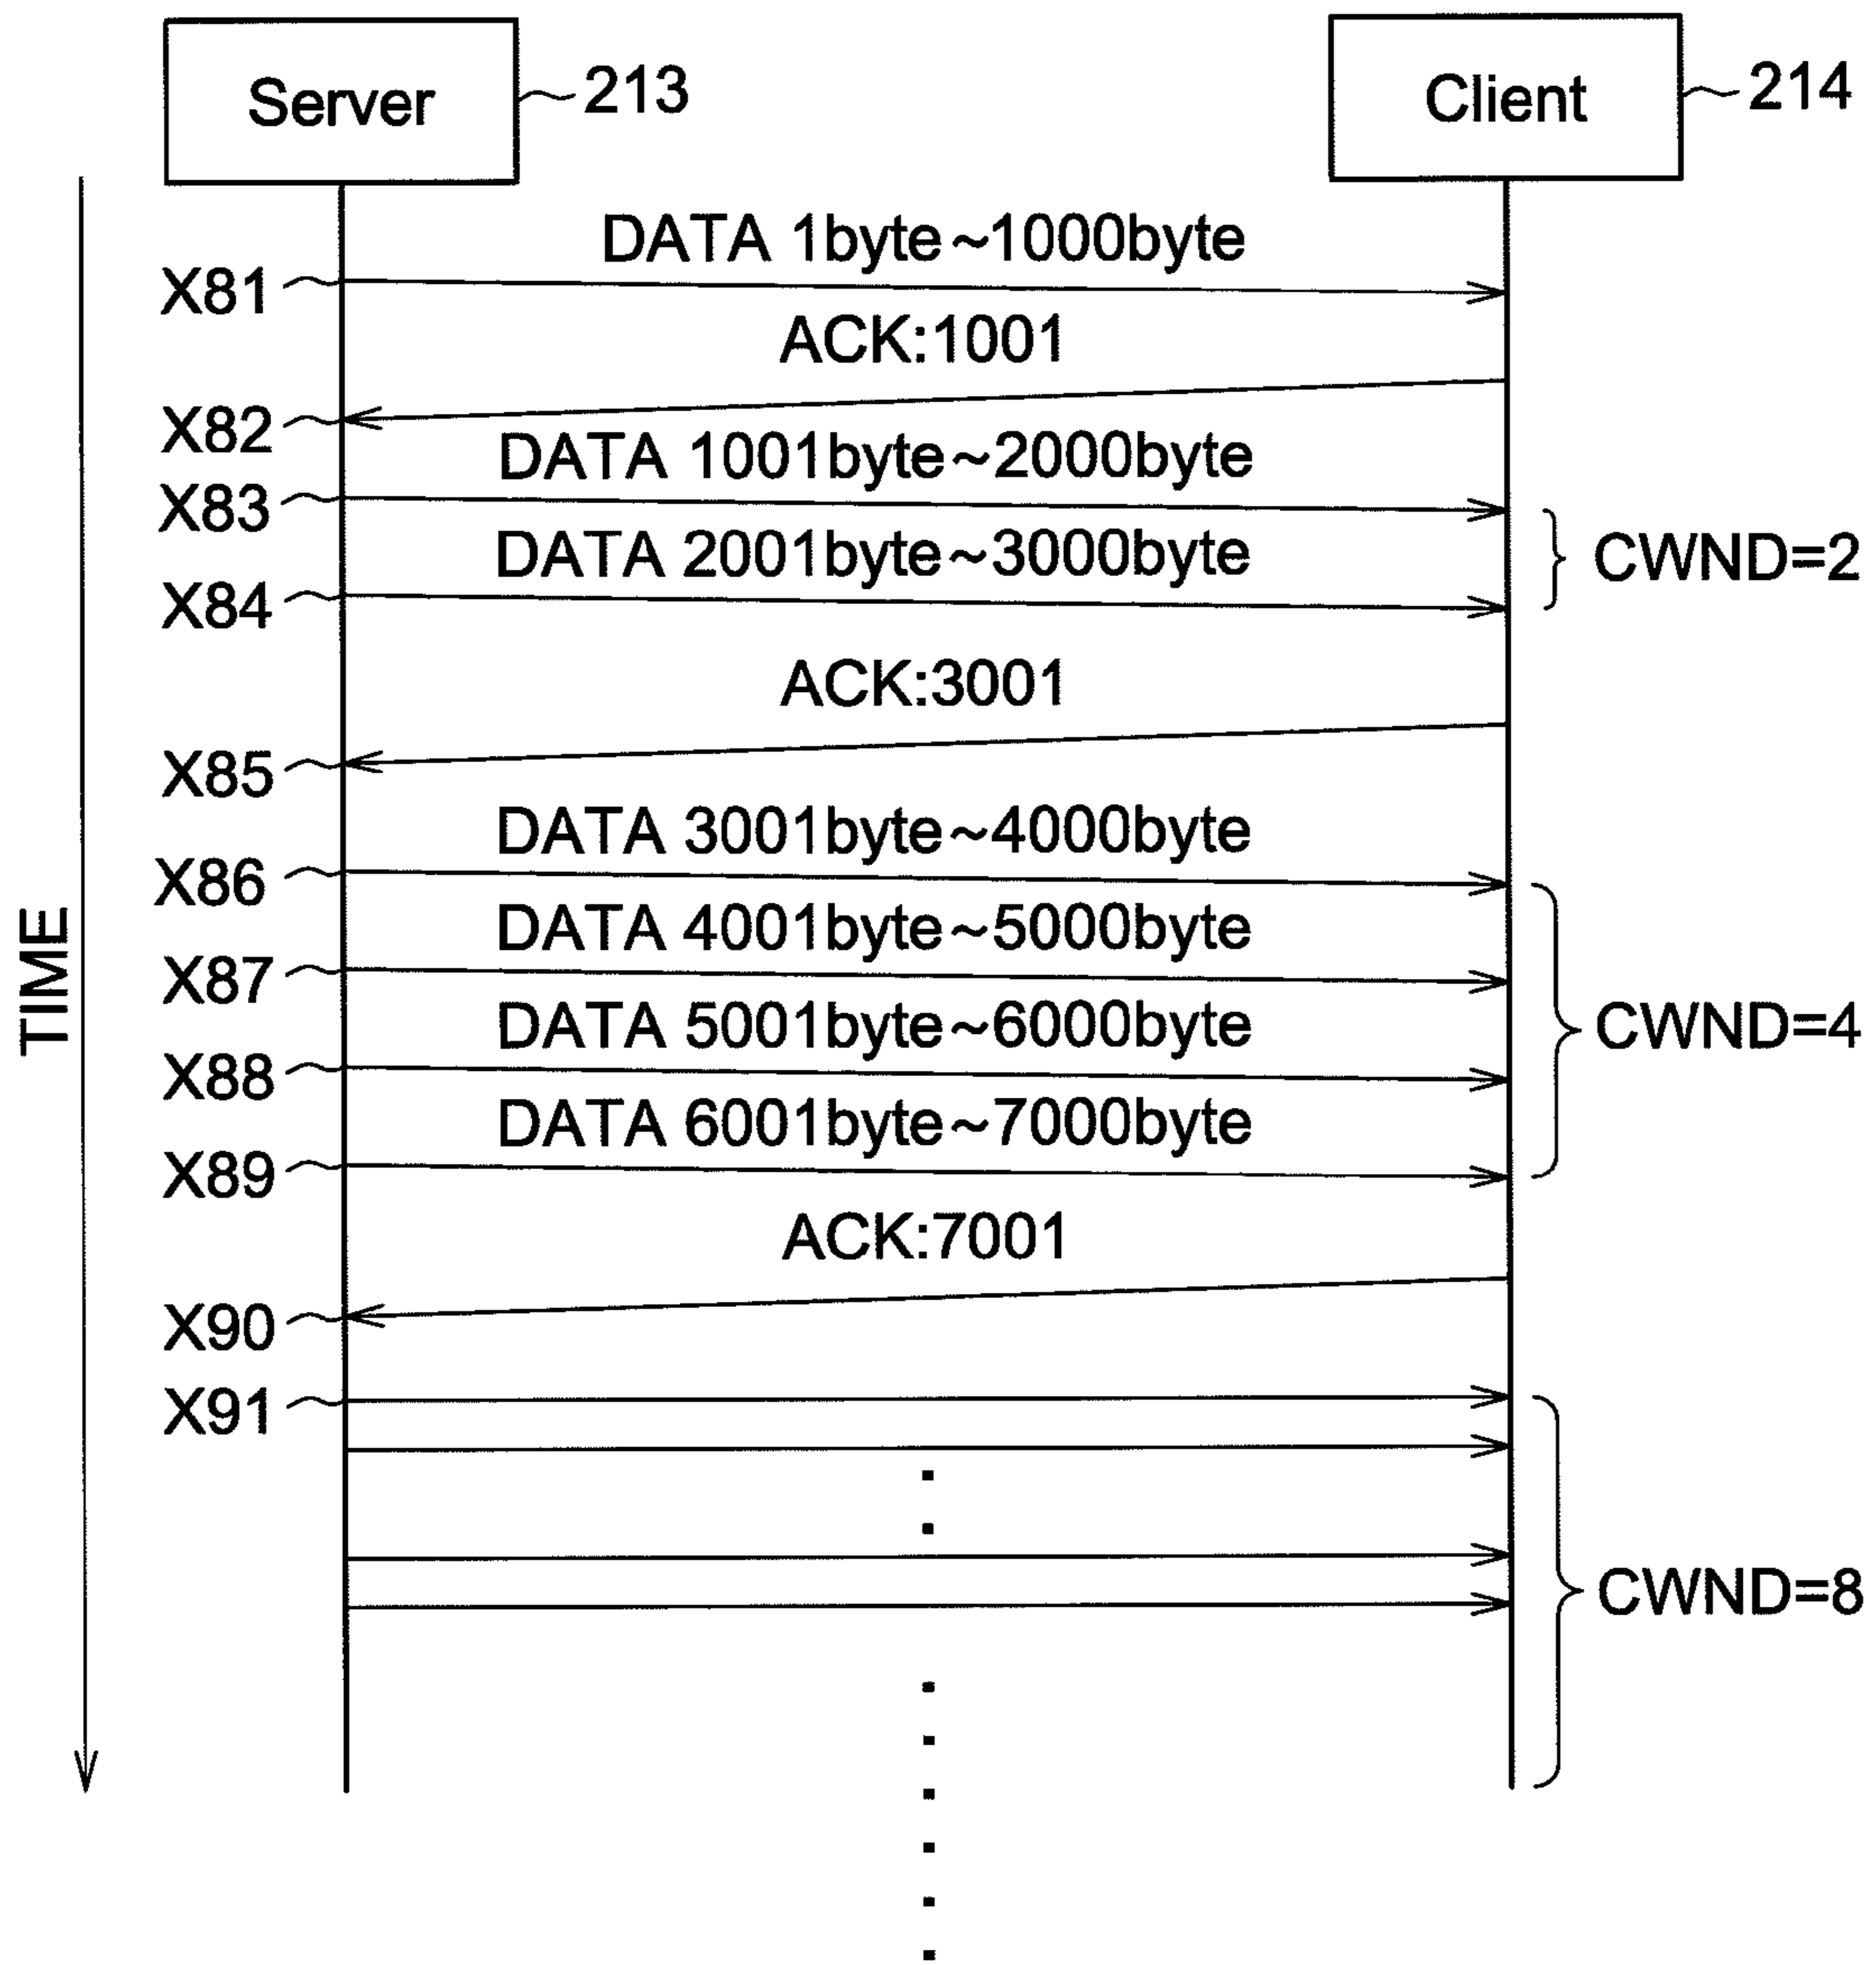 Server
213
Client
214
DATA 1byte~1000byte
X81
ACK:1001
X82
DATA 1001byte~2000byte
X83
DATA 2001byte~3000byte
CWND=2
X84
ACK:3001
X85
DATA 3001byte~4000byte
X86
DATA 4001byte~5000byte
X87
DATA 5001byte~6000byte
CWND=4
X88
DATA 6001byte~7000byte
X89
ACK:7001
X90
X91
CWND=8
TIME